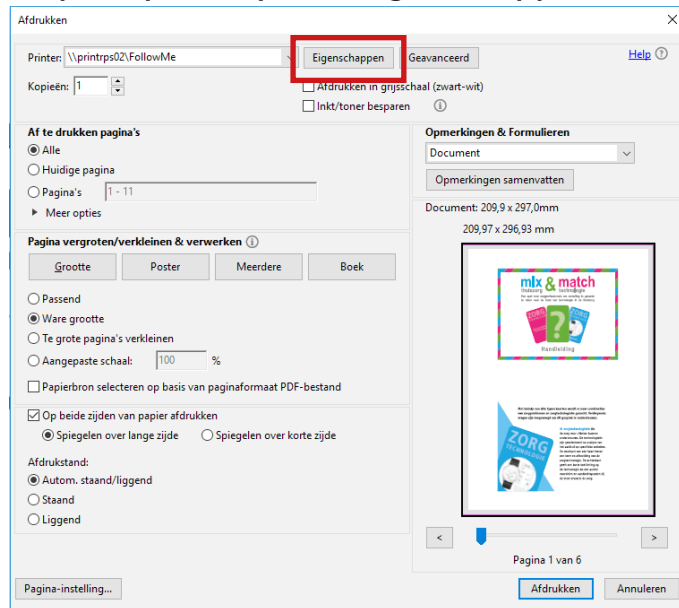 Afdrukken
Printer: \\printrps02\FollowMe Eigenschappen Geavanceerd Help
Kopieën: 1 Afdrukken in grijsschaal (zwart-wit)
Inkt/toner besparen
Af te drukken pagina's
Alle
Huidige pagina
Pagina's 1 - 11
Meer opties
Opmerkingen & Formulieren
Document
Opmerkingen samenvatten
Pagina vergroten/verkleinen & verwerken
Grootte Poster Meerdere Boek
Passend
Ware grootte
Te grote pagina's verkleinen
Aangepaste schaal: 100 %
Papierbron selecteren op basis van paginaformaat PDF-bestand
Op beide zijden van papier afdrukken
Spiegelen over lange zijde Spiegelen over korte zijde
Afdrukstand:
Autom. staand/liggend
Staand
Liggend
Document: 209,9 x 297,0mm
209,97 x 296,93 mm
mix & match
thuiszorg technologie
ZORG
Handleiding
ZORG
TECHNOLOGIE
< >
Pagina 1 van 6
Pagina-instelling... Afdrukken Annuleren